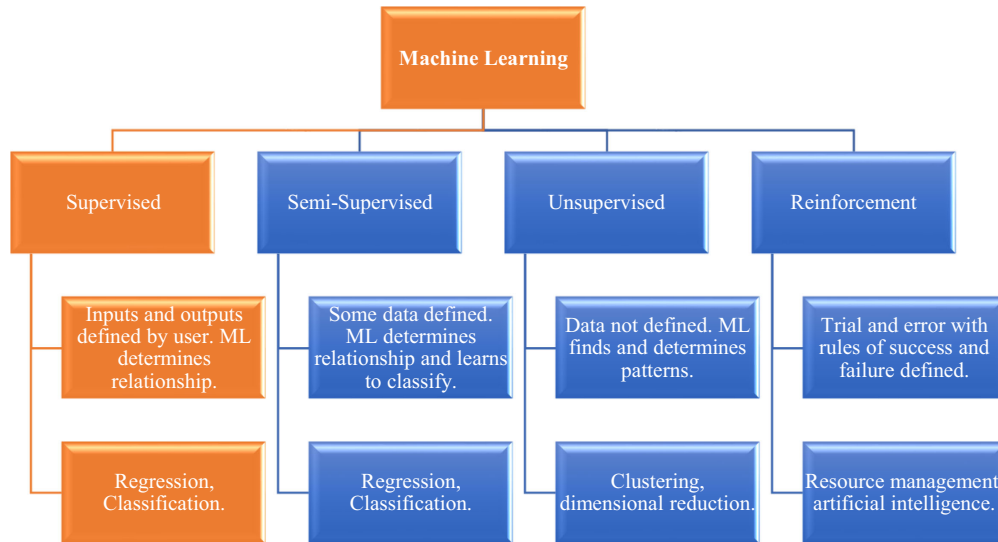 Machine Learning
Supervised
Semi-Supervised
Unsupervised
Reinforcement
Inputs and outputs
defined by user. ML
determines
relationship.
Some data defined.
ML determines
relationship and learns
to classify.
Data not defined. ML
finds and determines
patterns.
Trial and error with
rules of success and
failure defined.
Regression,
Classification.
Regression,
Classification.
Clustering,
dimensional reduction.
Resource management,
artificial intelligence.